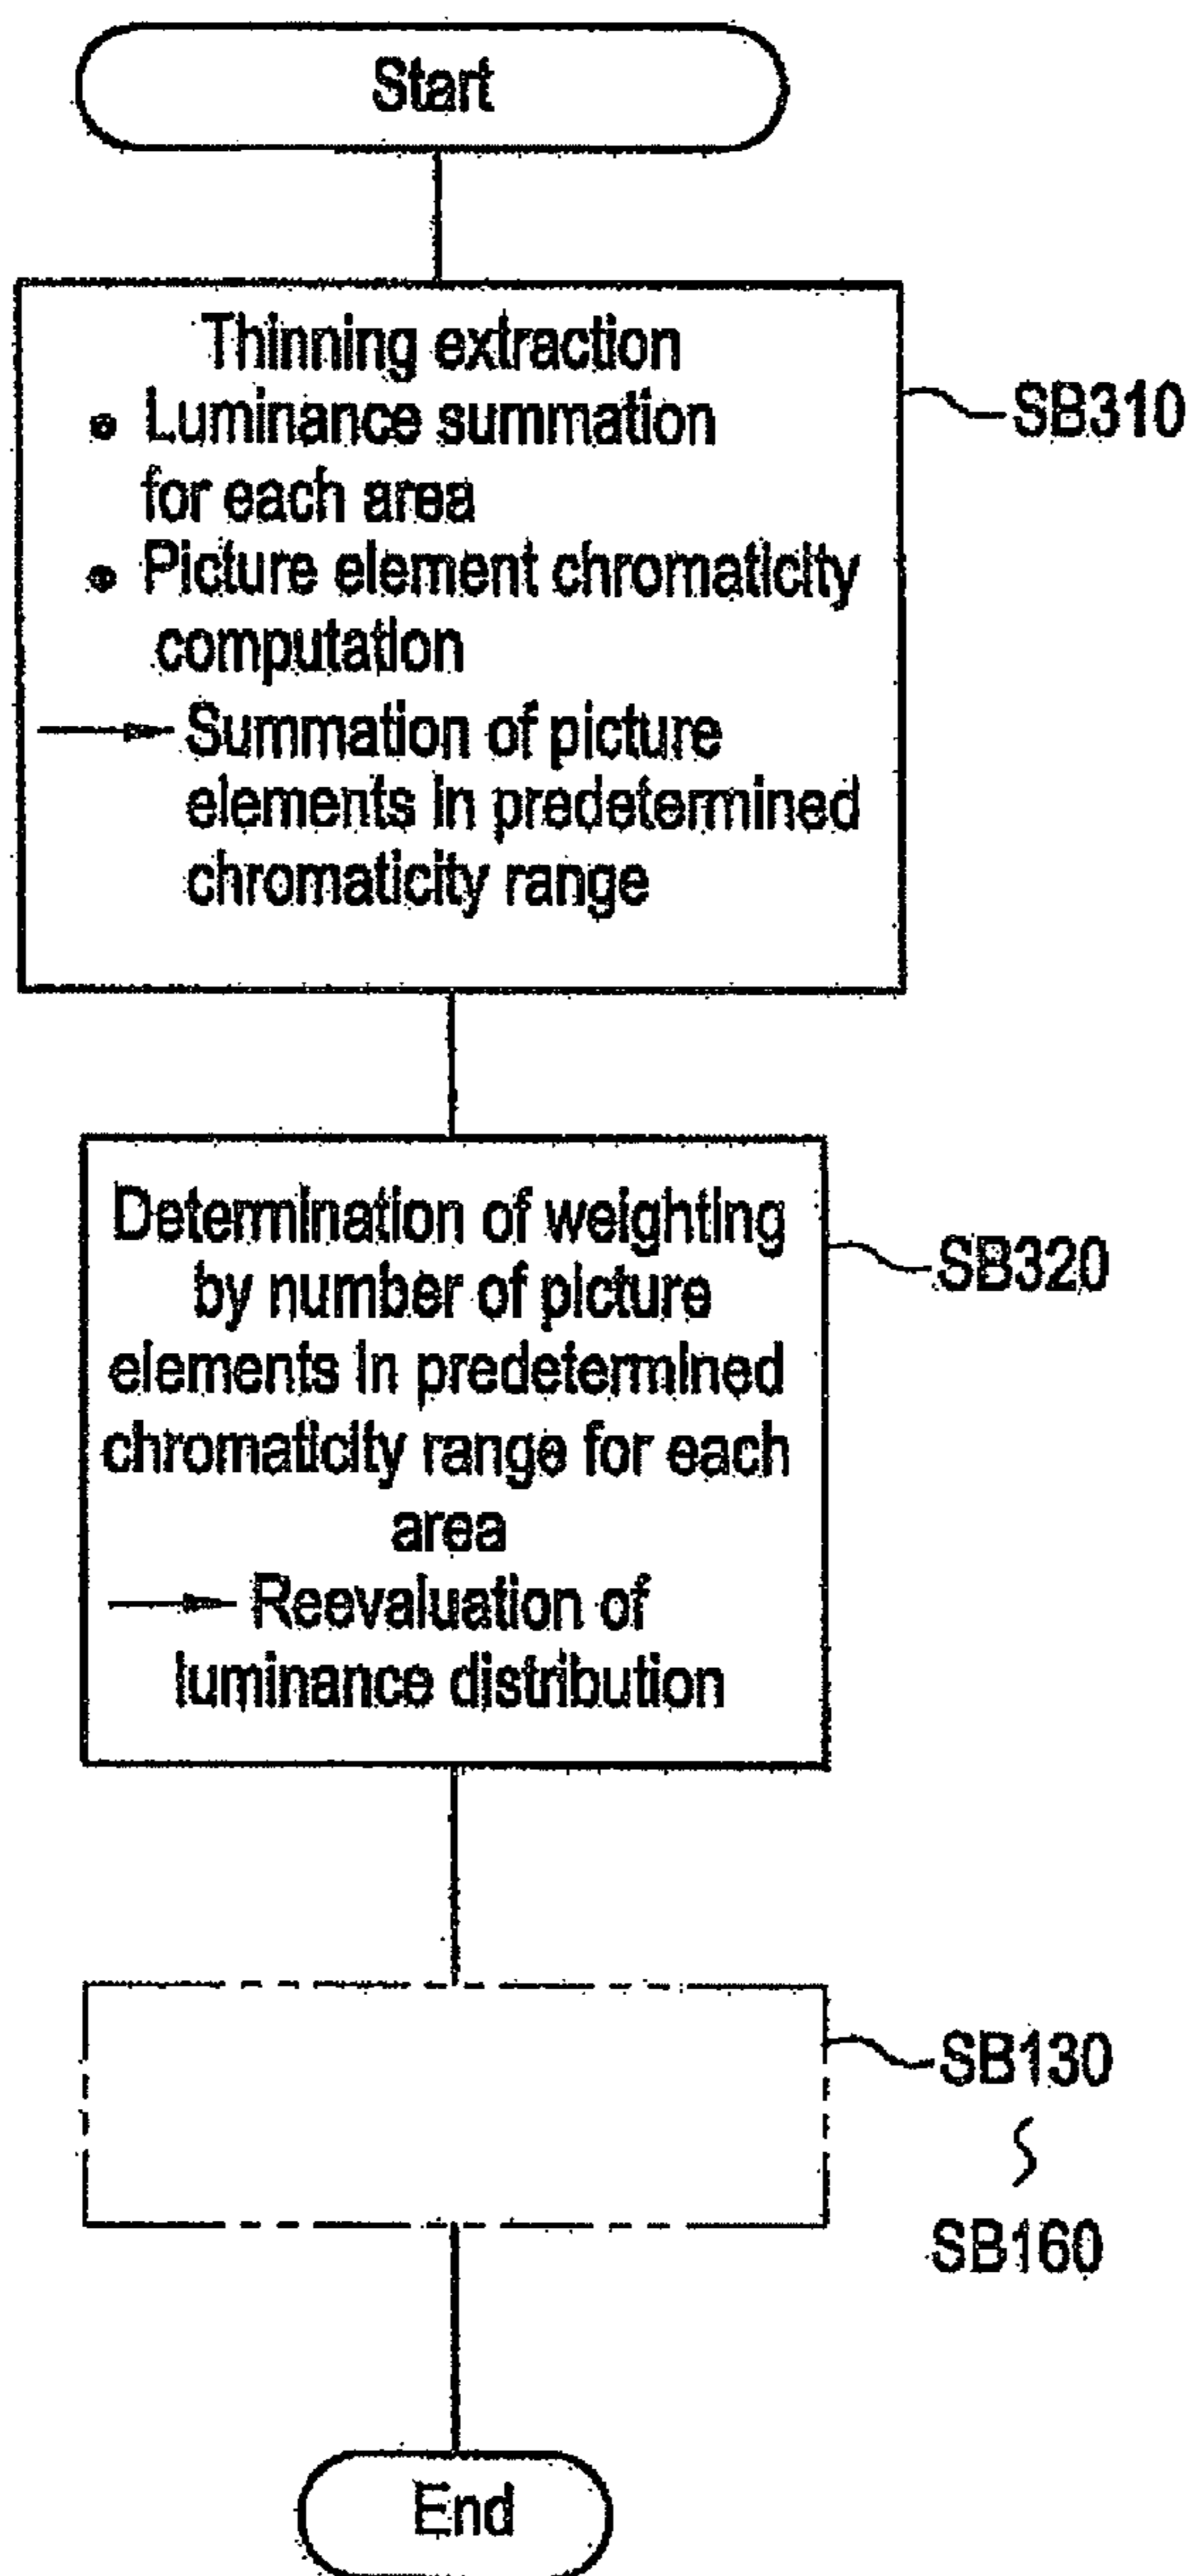 Start
Thinning extraction
• Luminance summation
for each area
• Picture element chromaticity
computation
→ Summation of picture
elements in predetermined
chromaticity range
SB310
Determination of weighting
by number of picture
elements in predetermined
chromaticity range for each
area
→ Reevaluation of
luminance distribution
SB320
SB130
SB160
End